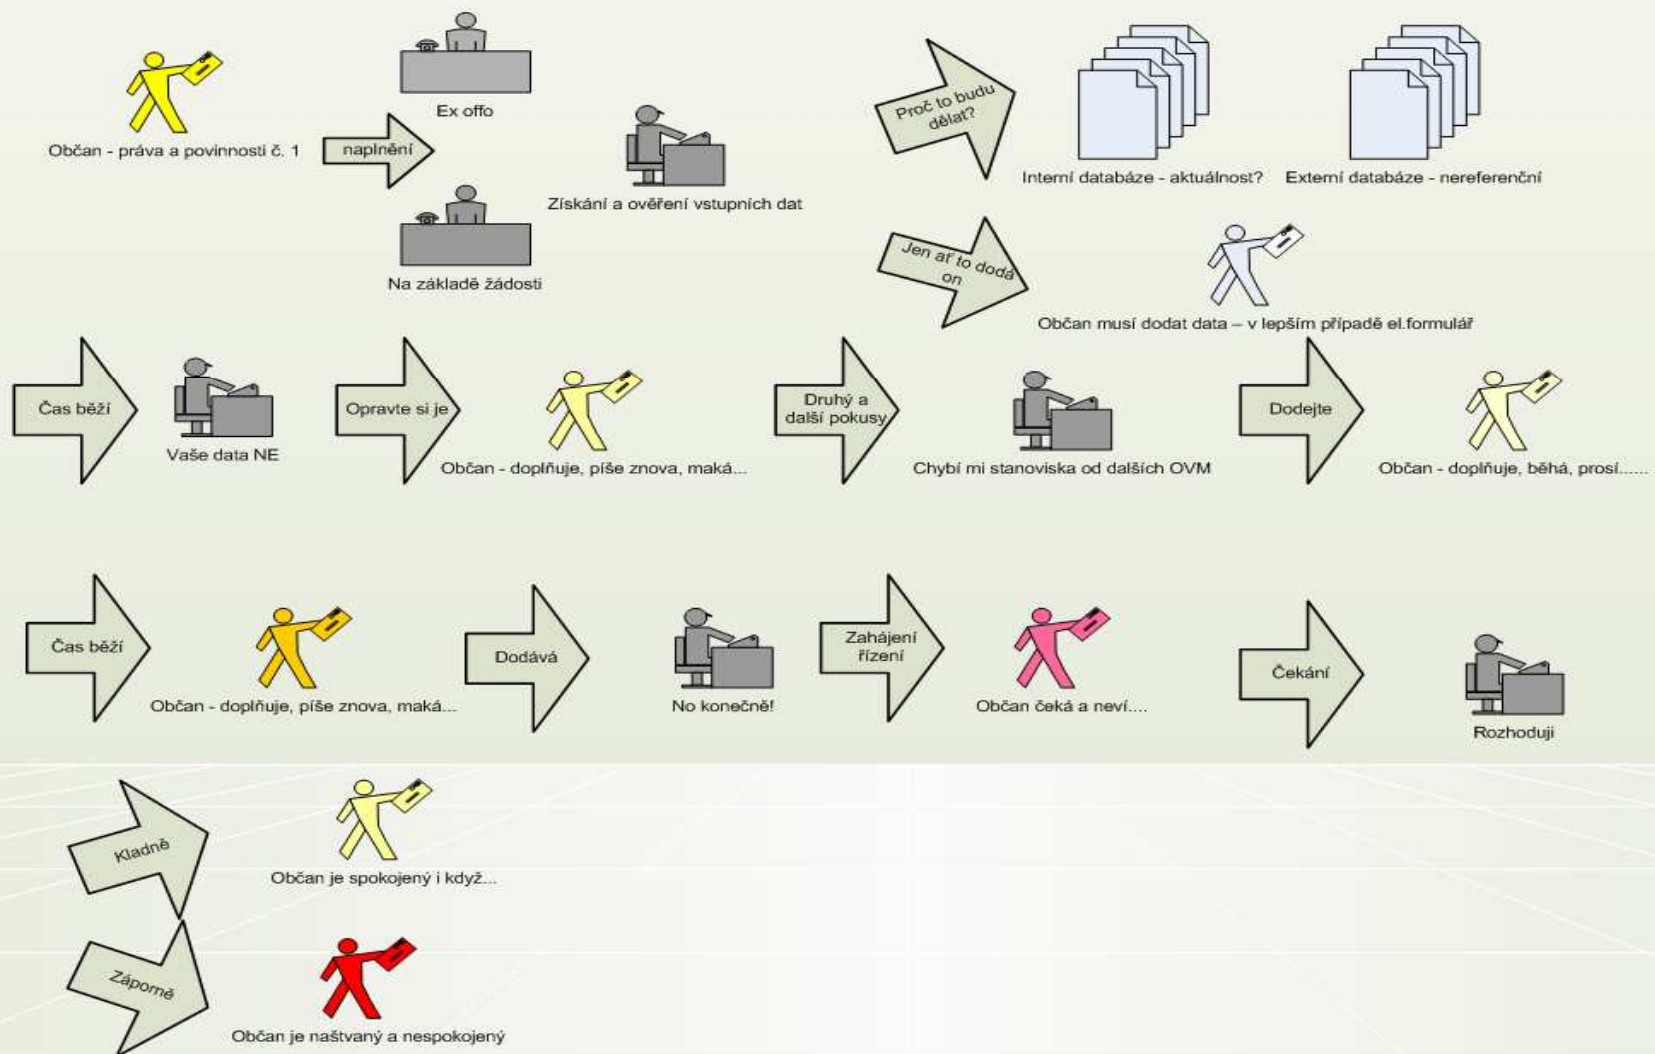 Občan - práva a povinnosti č. 1
naplnění
Ex offo
Na základě žádosti
Získání a ověření vstupních dat
Proč to budu
dělat?
Interní databáze - aktuálnost?
Externí databáze - nereferenční
Jen ať to dodá
on
Občan musí dodat data – v lepším případě el.formulář
Čas běží
Vaše data NE
Opravte si je
Občan - doplňuje, píše znova, maká...
Druhý a
další pokusy
Chybí mi stanoviska od dalších OVM
Dodejte
Občan - doplňuje, běhá, prosí......
Čas běží
Občan - doplňuje, píše znova, maká...
Dodává
No konečně!
Zahájení
řízení
Občan čeká a neví....
Čekání
Rozhoduji
Kladně
Občan je spokojený i když...
Záporně
Občan je naštvaný a nespokojený